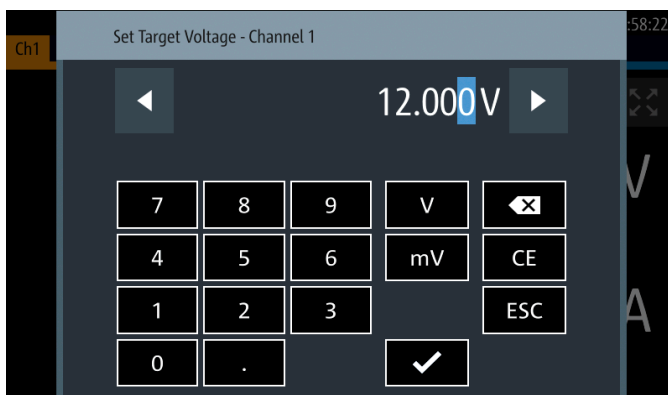 :58:22
Ch1
Set Target Voltage - Channel 1
12.000 V
V
7 8 9 V
4 5 6 mV CE
1 2 3 ESC
A
0 .